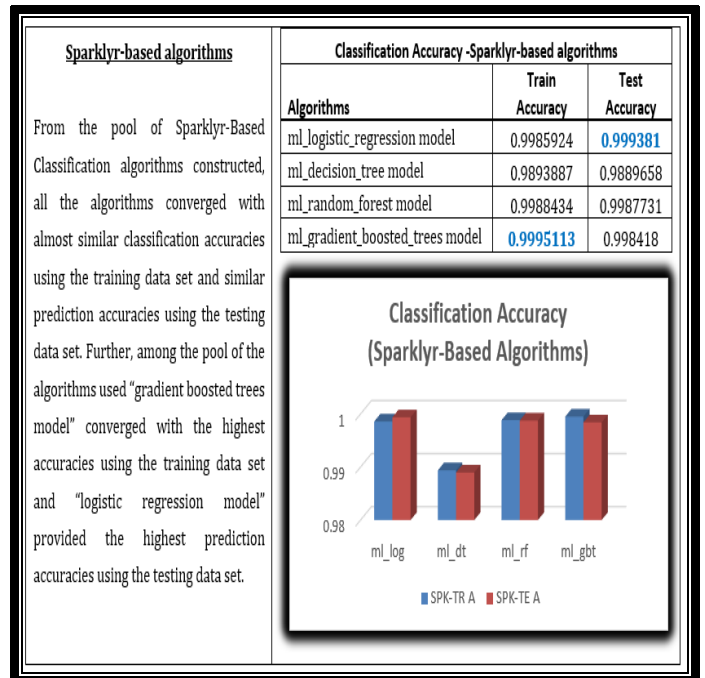 Sparklyr-based algorithms
From the pool of Sparklyr-Based
Classification algorithms constructed,
all the algorithms converged with
almost similar classification accuracies
using the training data set and similar
prediction accuracies using the testing
data set. Further, among the pool of the
algorithms used “gradient boosted trees
model” converged with the highest
accuracies using the training data set
and “logistic regression model”
provided the highest prediction
accuracies using the testing data set.
Classification Accuracy -Sparklyr-based algorithms
Algorithms Train Accuracy Test Accuracy
ml_logistic_regression model 0.9985924 0.999381
ml_decision_tree model 0.9893887 0.9889658
ml_random_forest model 0.9988434 0.9987731
ml_gradient_boosted_trees model 0.9995113 0.998418
Classification Accuracy
(Sparklyr-Based Algorithms)
1
0.99
0.98
ml_log ml_dt ml_rf ml_gbt
SPK-TR A SPK-TE A